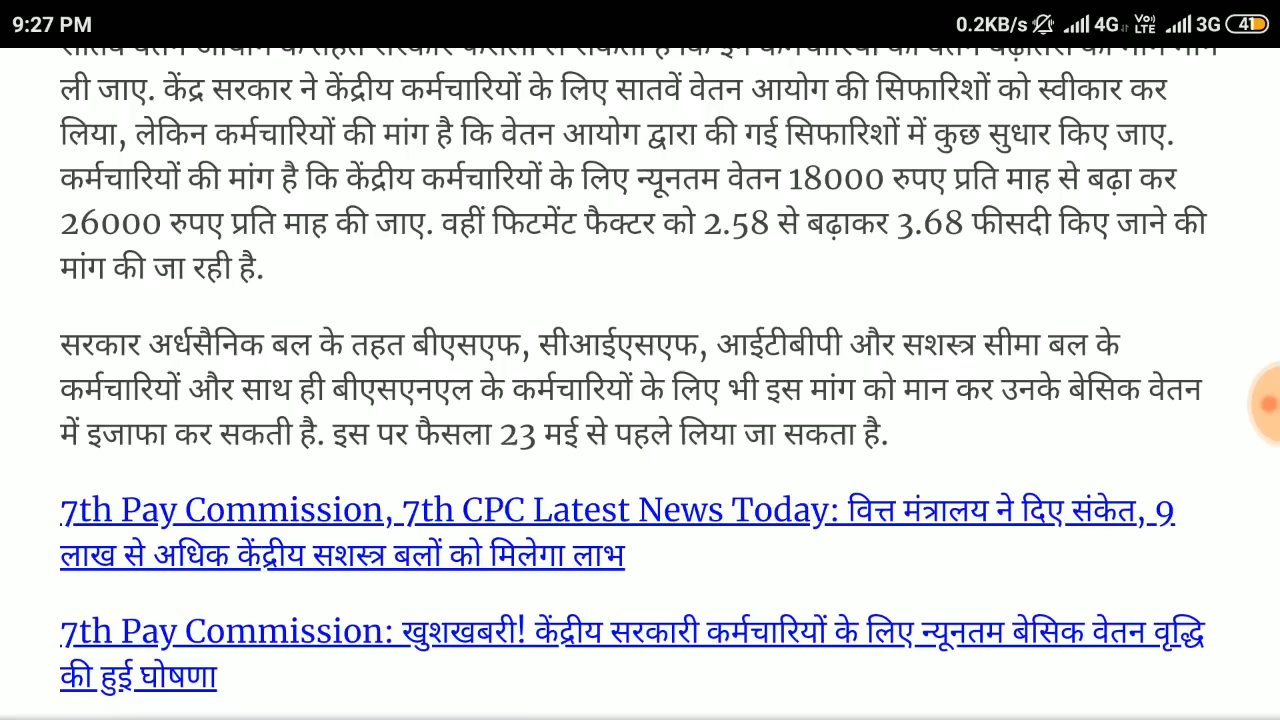 9:27 PM 0.2KB/s 4G VoLTE 3G 41
ली जाए. केंद्र सरकार ने केंद्रीय कर्मचारियों के लिए सातवें वेतन आयोग की सिफारिशों को स्वीकार कर
लिया, लेकिन कर्मचारियों की मांग है कि वेतन आयोग द्वारा की गई सिफारिशों में कुछ सुधार किए जाए.
कर्मचारियों की मांग है कि केंद्रीय कर्मचारियों के लिए न्यूनतम वेतन 18000 रुपए प्रति माह से बढ़ा कर
26000 रुपए प्रति माह की जाए. वहीं फिटमेंट फैक्टर को 2.58 से बढ़ाकर 3.68 फीसदी किए जाने की
मांग की जा रही है.
सरकार अर्धसैनिक बल के तहत बीएसएफ, सीआईएसएफ, आईटीबीपी और सशस्त्र सीमा बल के
कर्मचारियों और साथ ही बीएसएनएल के कर्मचारियों के लिए भी इस मांग को मान कर उनके बेसिक वेतन
में इजाफा कर सकती है. इस पर फैसला 23 मई से पहले लिया जा सकता है.
7th Pay Commission, 7th CPC Latest News Today: वित्त मंत्रालय ने दिए संकेत, 9
लाख से अधिक केंद्रीय सशस्त्र बलों को मिलेगा लाभ
7th Pay Commission: खुशखबरी! केंद्रीय सरकारी कर्मचारियों के लिए न्यूनतम बेसिक वेतन वृद्धि
की हुई घोषणा